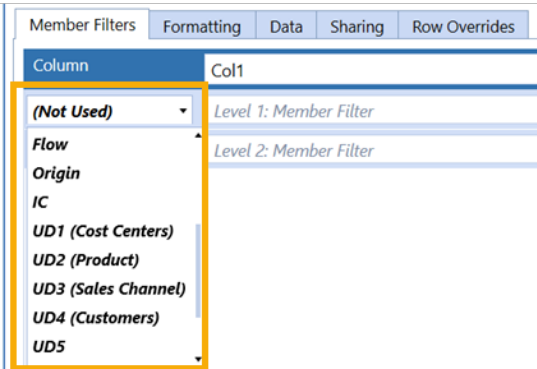 Member Filters Formatting Data Sharing Row Overrides
Column Col1
(Not Used) Level 1: Member Filter
Flow
Level 2: Member Filter
Origin
IC
UD1 (Cost Centers)
UD2 (Product)
UD3 (Sales Channel)
UD4 (Customers)
UD5